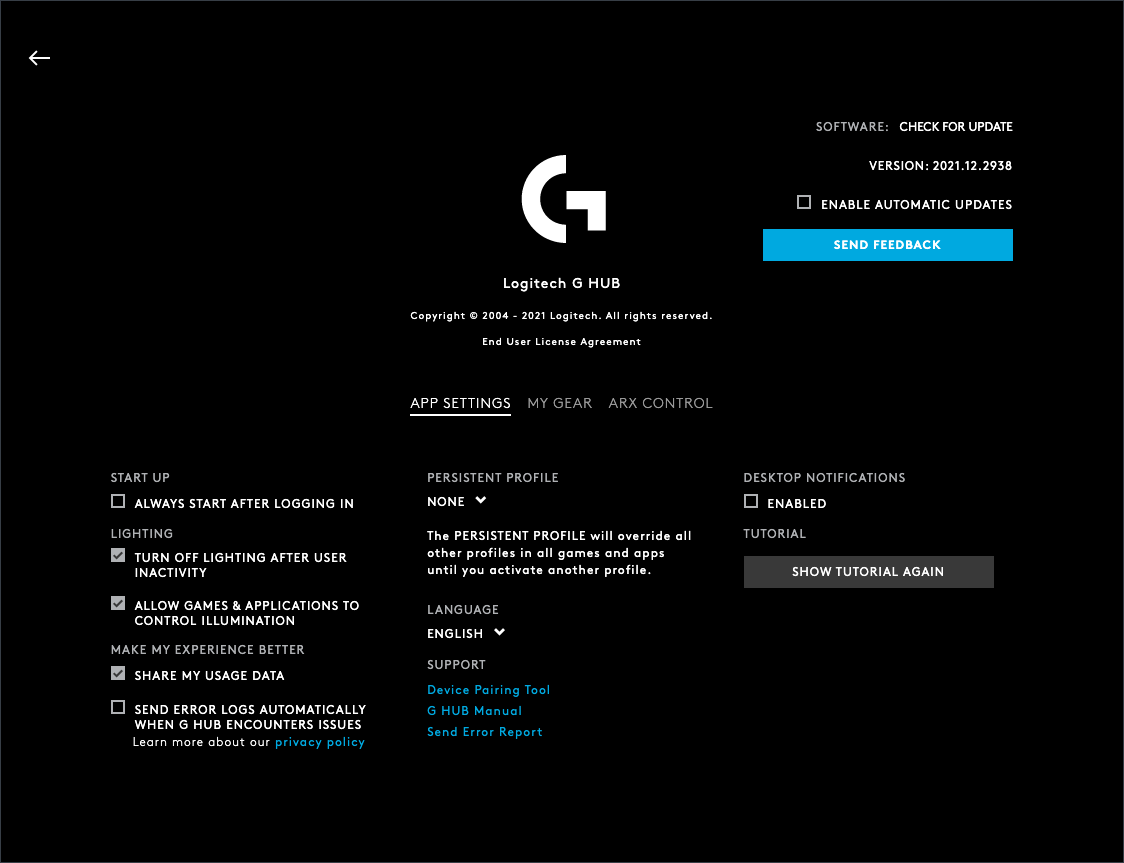 SOFTWARE: CHECK FOR UPDATE
VERSION: 2021.12.2938
ENABLE AUTOMATIC UPDATES
SEND FEEDBACK
Logitech G HUB
Copyright © 2004 - 2021 Logitech. All rights reserved.
End User License Agreement
APP SETTINGS MY GEAR ARX CONTROL
START UP
ALWAYS START AFTER LOGGING IN
LIGHTING
TURN OFF LIGHTING AFTER USER
INACTIVITY
ALLOW GAMES & APPLICATIONS TO
CONTROL ILLUMINATION
MAKE MY EXPERIENCE BETTER
SHARE MY USAGE DATA
SEND ERROR LOGS AUTOMATICALLY
WHEN G HUB ENCOUNTERS ISSUES
Learn more about our privacy policy
PERSISTENT PROFILE
NONE
The PERSISTENT PROFILE will override all
other profiles in all games and apps
until you activate another profile.
LANGUAGE
ENGLISH
SUPPORT
Device Pairing Tool
G HUB Manual
Send Error Report
DESKTOP NOTIFICATIONS
ENABLED
TUTORIAL
SHOW TUTORIAL AGAIN